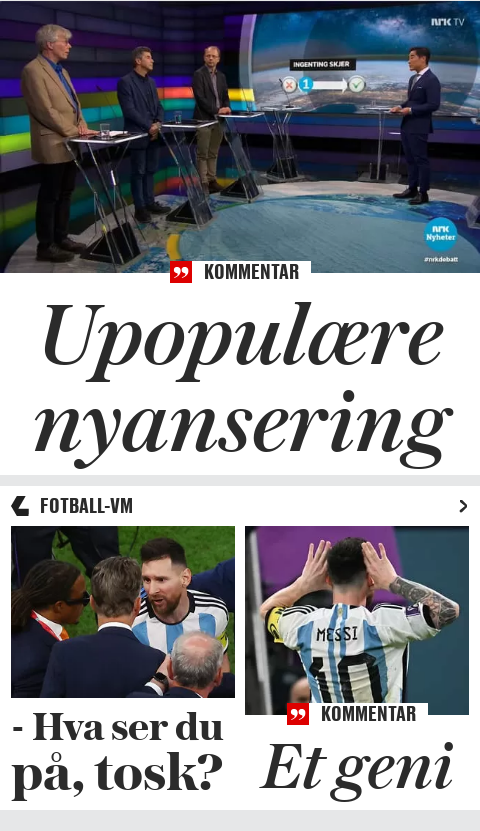 NRK TV
INGENTING SKJER
1
NRK
Nyheter
#nrkdebatt
KOMMENTAR
Upopulære
nyansering
FOTBALL-VM
MESSI
10
KOMMENTAR
- Hva ser du
på, tosk?
Et geni